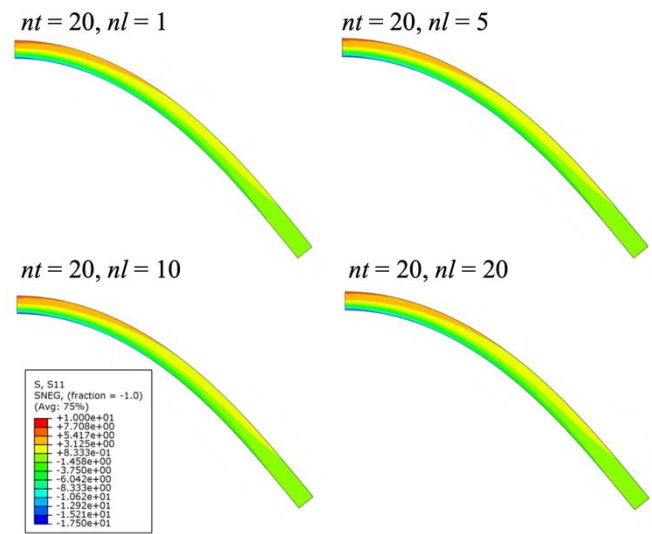 nt = 20, nl = 1
nt = 20, nl = 5
nt = 20, nl = 10
nt = 20, nl = 20
S, S11
SNEG, (fraction = -1.0)
(Avg: 75%)
+1.000e+01
+7.708e+00
+5.417e+00
+3.125e+00
+8.333e-01
-1.458e+00
-3.750e+00
-6.042e+00
-8.333e+00
-1.062e+01
-1.292e+01
-1.521e+01
-1.750e+01